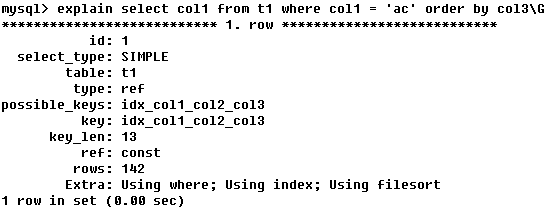 mysql> explain select col1 from t1 where col1 = 'ac' order by col3\G
*************************** 1. row ***************************
id: 1
select_type: SIMPLE
table: t1
type: ref
possible_keys: idx_col1_col2_col3
key: idx_col1_col2_col3
key_len: 13
ref: const
rows: 142
Extra: Using where; Using index; Using filesort
1 row in set (0.00 sec)